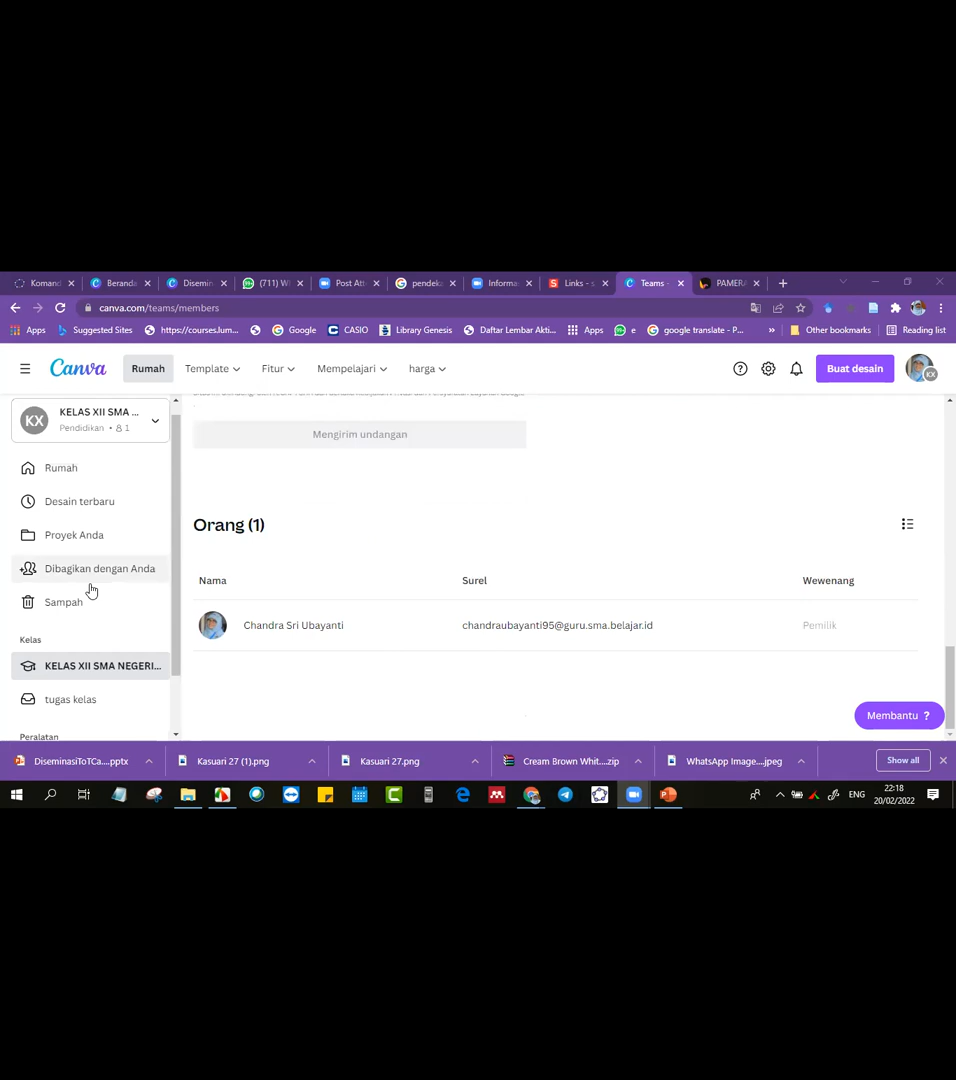 Komand
Beranda
Disemin
(711) W
Post Att
pendek
Informa
Links - s
Teams -
PAMER
canva.com/teams/members
Apps
Suggested Sites
https://coursesJum...
Google
CASIO
Library Genesis
Daftar Lembar Akti...
Apps
e
google translate - P...
»
Other bookmarks
Reading list
Canva
Rumah
Template
Fitur
Mempelajari
harga
Buat desain
KX
KX
KELAS XII SMA ...
Pendidikan • 1
Rumah
Desain terbaru
Proyek Anda
Dibagikan dengan Anda
Sampah
Kelas
KELAS XII SMA NEGERI...
tugas kelas
Peralatan
Mengirim undangan
Orang (1)
Nama
Surel
Wewenang
Chandra Sri Ubayanti
chandraubayanti95@guru.sma.belajar.id
Pemilik
Membantu ?
DiseminasiToTCa....pptx
Kasuari 27 (1).png
Kasuari 27.png
Cream Brown Whit....zip
WhatsApp Image....jpeg
Show all
ENG
22:18
20/02/2022